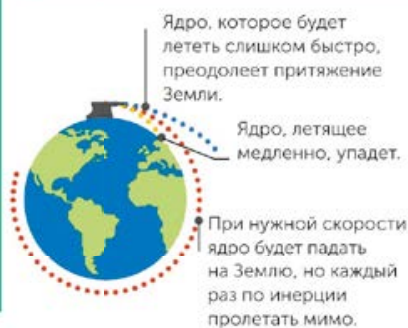 Ядро, которое будет
лететь слишком быстро,
преодолеет притяжение
Земли.
Ядро, летящее
медленно, упадет.
При нужной скорости
ядро будет падать
на Землю, но каждый
раз по инерции
пролетать мимо.